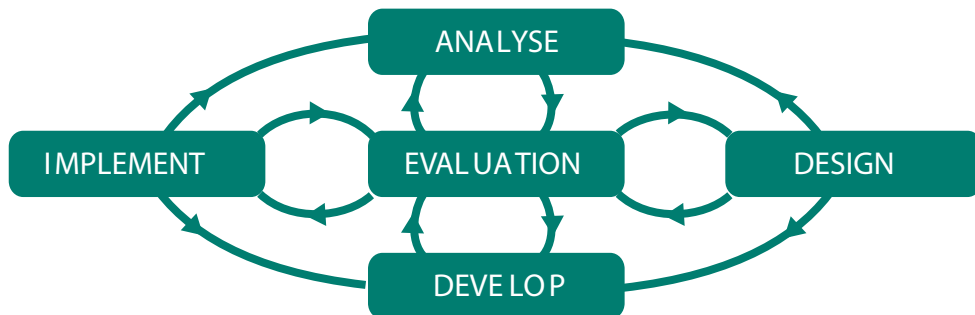 ANALYSE
IMPLEMENT
EVALUATION
DESIGN
DEVELOP